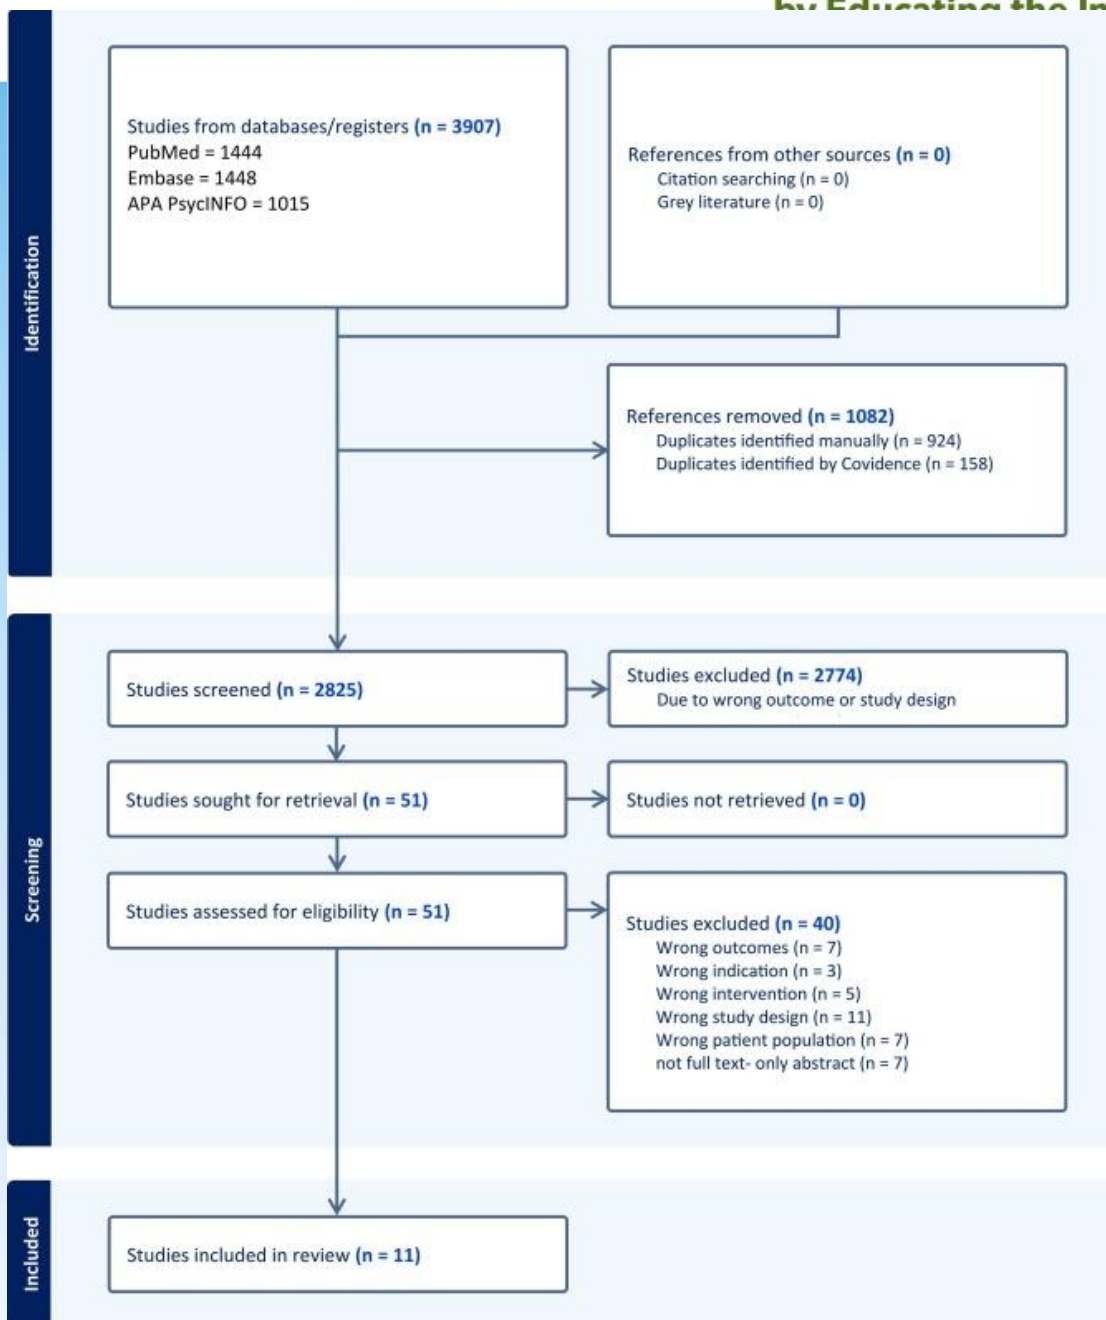 by Educating the
Identification
Studies from databases/registers (n = 3907)
PubMed = 1444
Embase = 1448
APA PsycINFO = 1015
References from other sources (n = 0)
Citation searching (n = 0)
Grey literature (n = 0)
References removed (n = 1082)
Duplicates identified manually (n = 924)
Duplicates identified by Covidence (n = 158)
Screening
Studies screened (n = 2825)
Studies excluded (n = 2774)
Due to wrong outcome or study design
Studies sought for retrieval (n = 51)
Studies not retrieved (n = 0)
Studies assessed for eligibility (n = 51)
Studies excluded (n = 40)
Wrong outcomes (n = 7)
Wrong indication (n = 3)
Wrong intervention (n = 5)
Wrong study design (n = 11)
Wrong patient population (n = 7)
not full text- only abstract (n = 7)
Included
Studies included in review (n = 11)